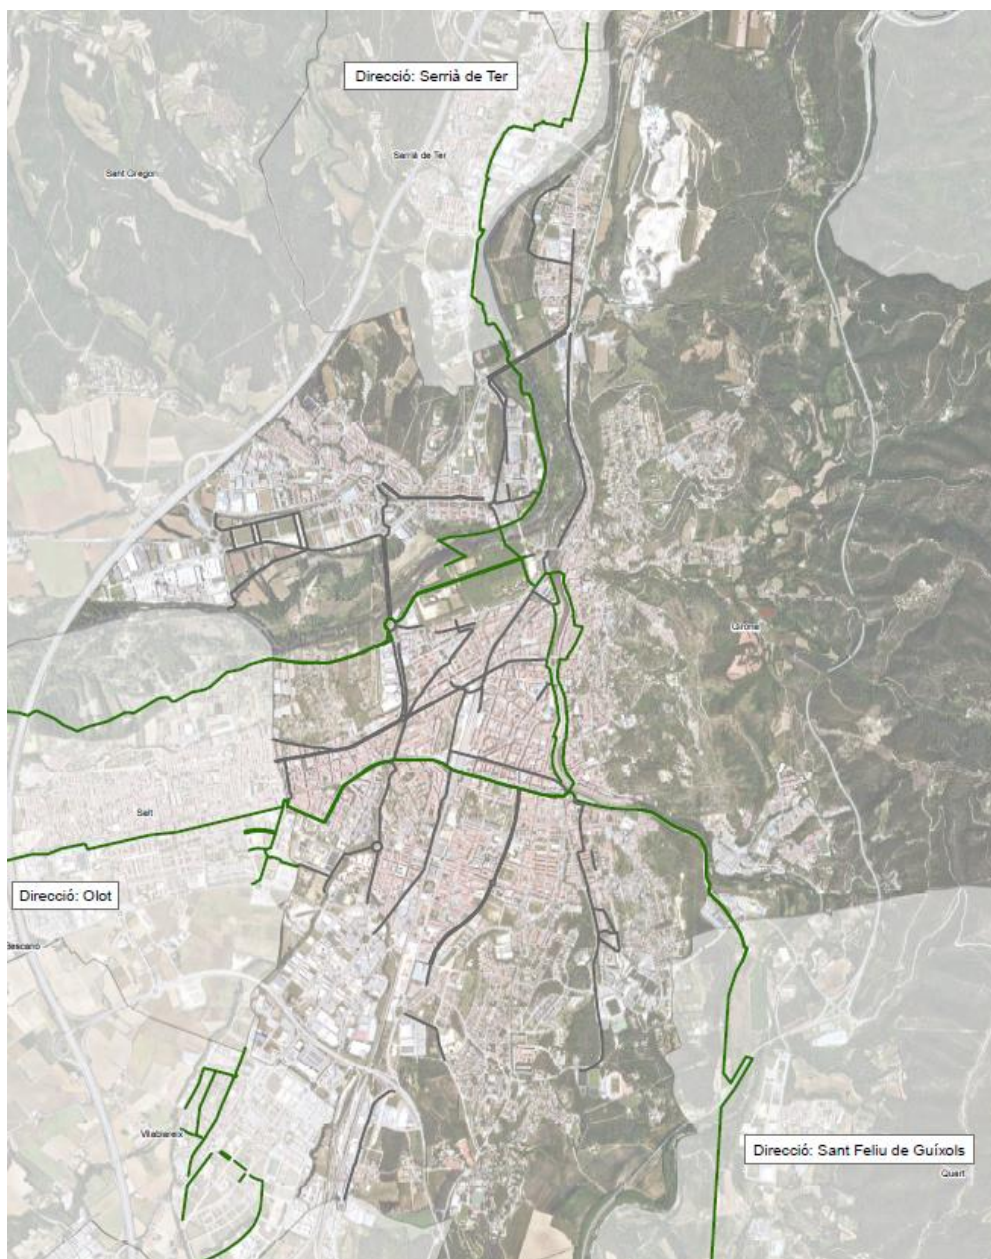 Direcció: Serrià de Ter
Sarrià de Ter
Sant Gregori
Girona
Salt
Direcció: Olot
Bescanó
Vilablareix
Direcció: Sant Feliu de Guíxols
Quart